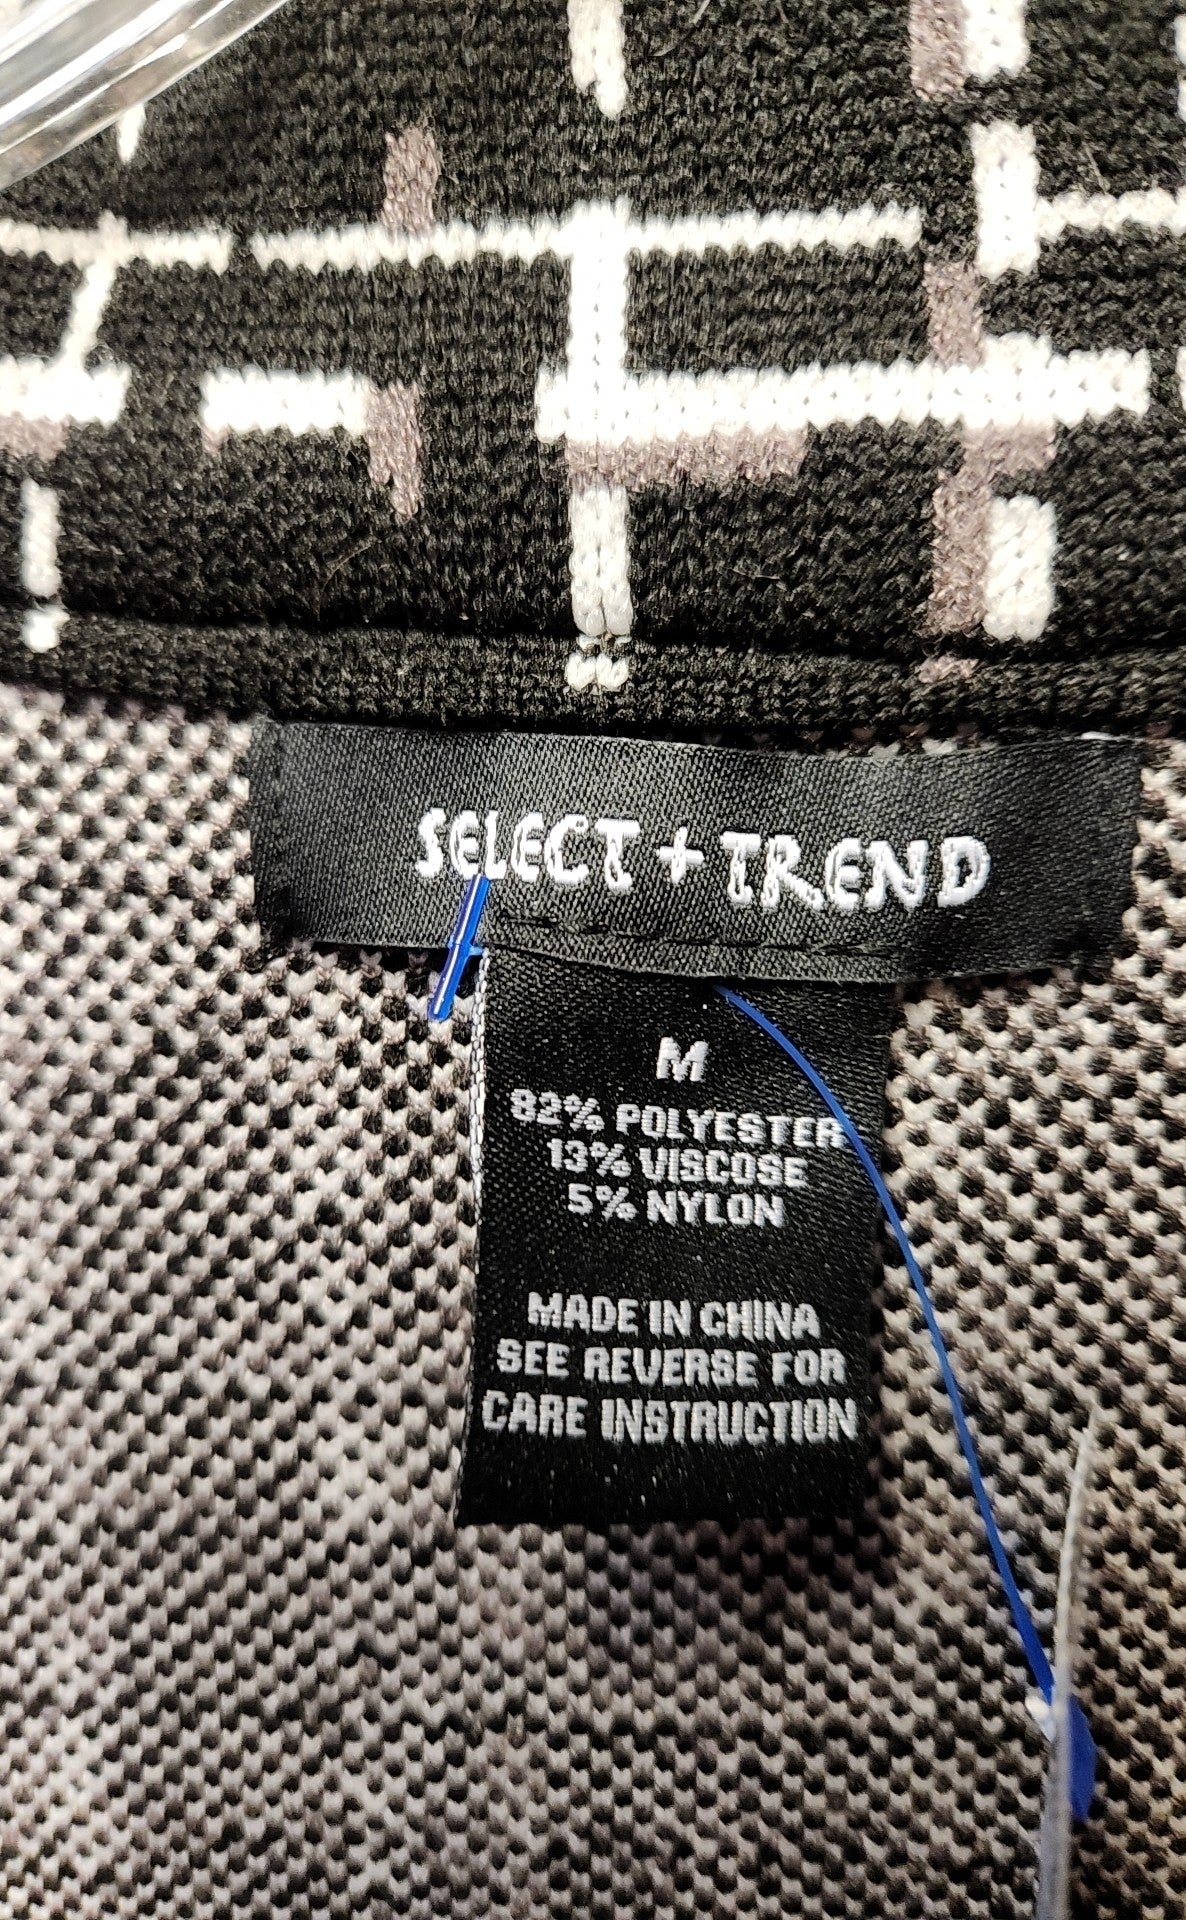 SELECT + TREND
M
82% POLYESTER
13% VISCOSE
5% NYLON
MADE IN CHINA
SEE REVERSE FOR
CARE INSTRUCTION